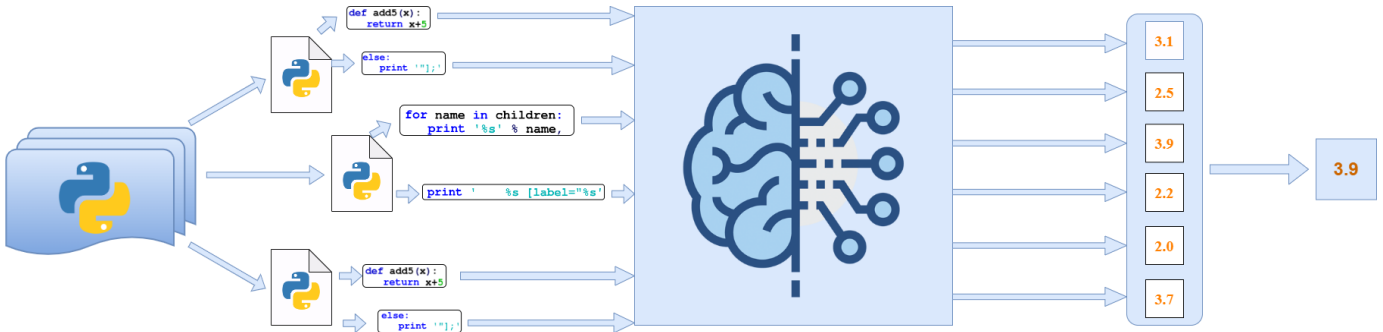 def add5(x):
return x+5
else:
print '"];'
for name in children:
print '%s' % name,
print '    %s [label="%s'
def add5(x):
return x+5
else:
print '"];'
3.1
2.5
3.9
2.2
2.0
3.7
3.9